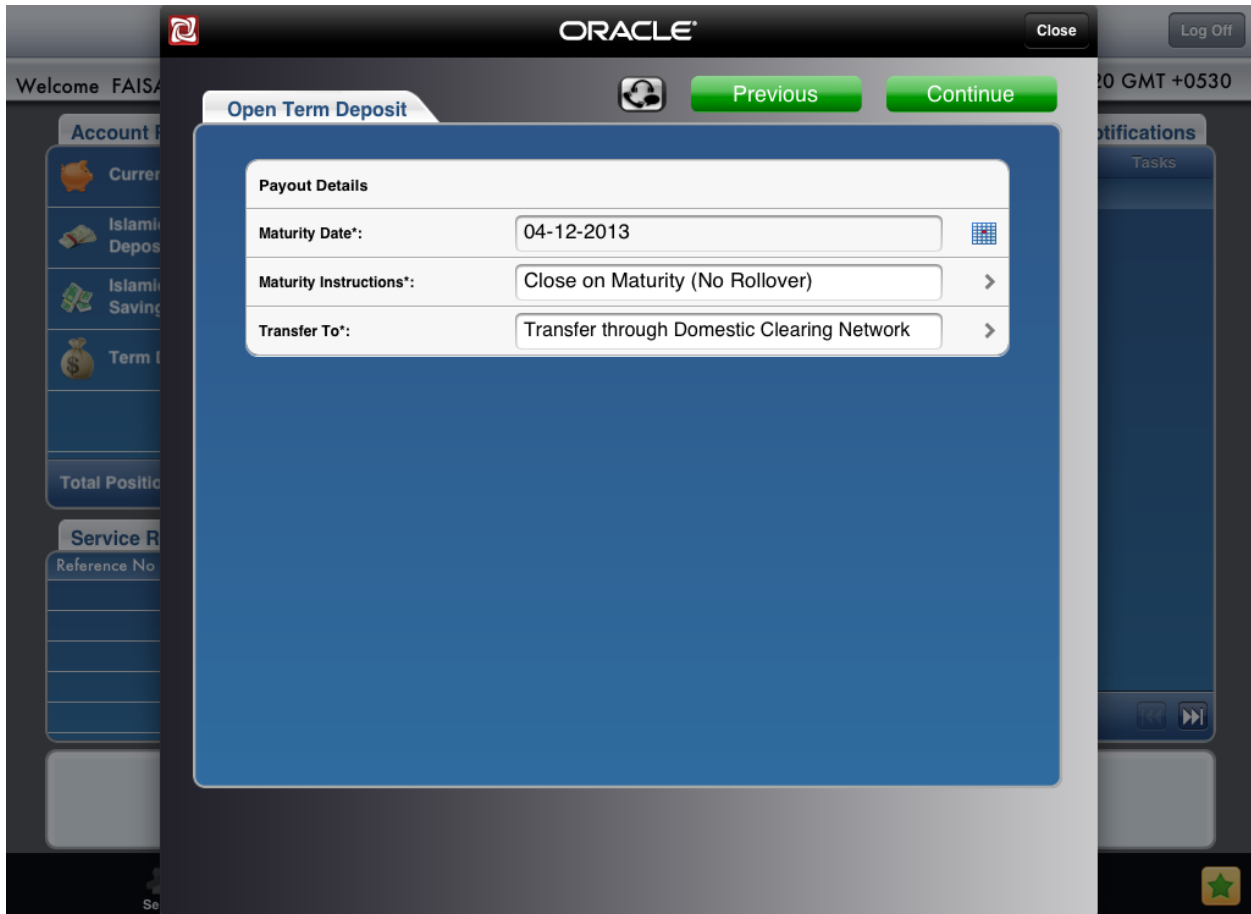 ORACLE
Close
Log Off
Welcome FAISA
20 GMT +0530
Open Term Deposit
Previous
Continue
Account
Notifications
Tasks
Payout Details
Maturity Date*:
04-12-2013
Maturity Instructions*:
Close on Maturity (No Rollover)
Transfer To*:
Transfer through Domestic Clearing Network
Curren
Islami
Depos
Islami
Saving
Term
Total Positio
Service R
Reference No
Se